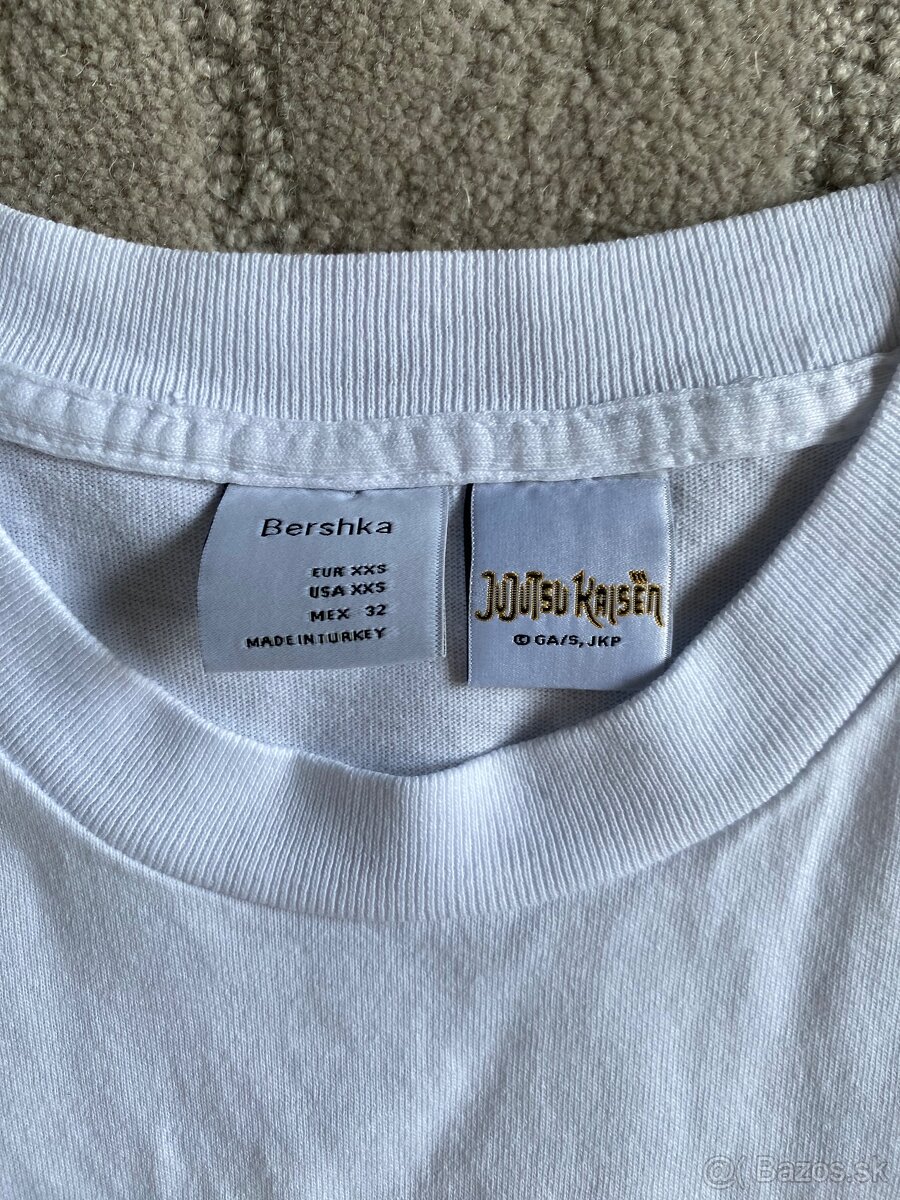 Bershka
EUR XXS
USA XXS
MEX 32
MADE IN TURKEY
JUJUTSU KAISEN
© GA/S, JKP
Bazos.sk